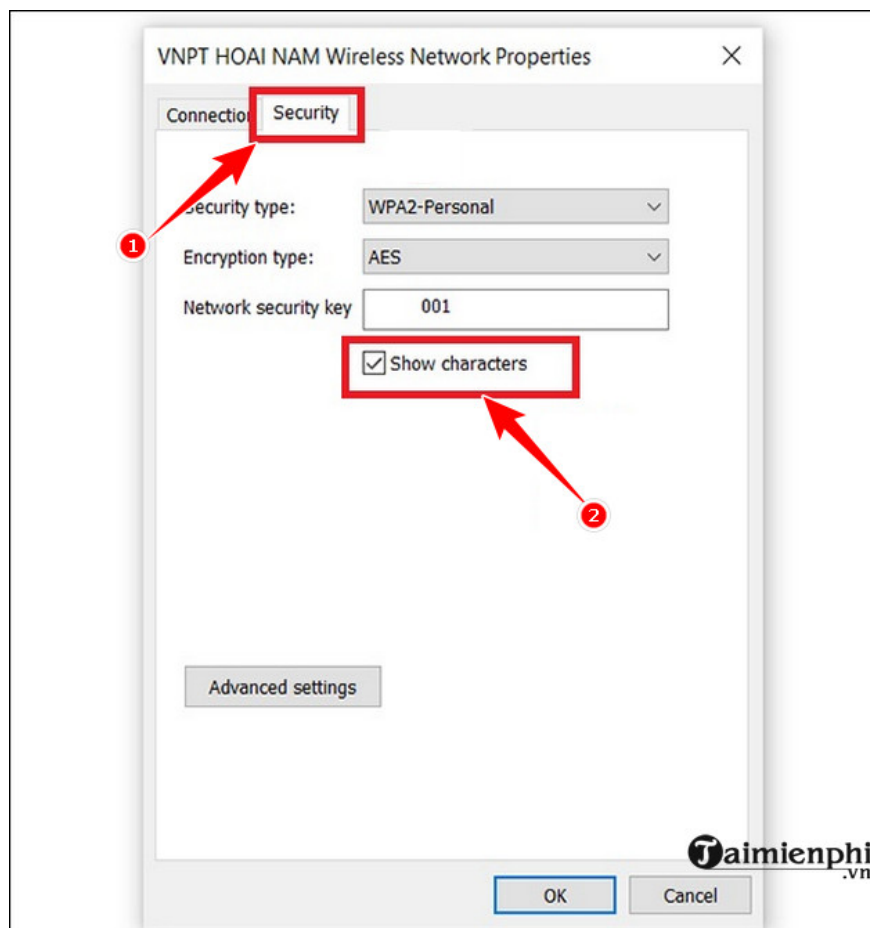 VNPT HOAI NAM Wireless Network Properties
Connection Security
1
Security type: WPA2-Personal
Encryption type: AES
Network security key 001
Show characters
2
Advanced settings
Taimienphi
.vn
OK Cancel